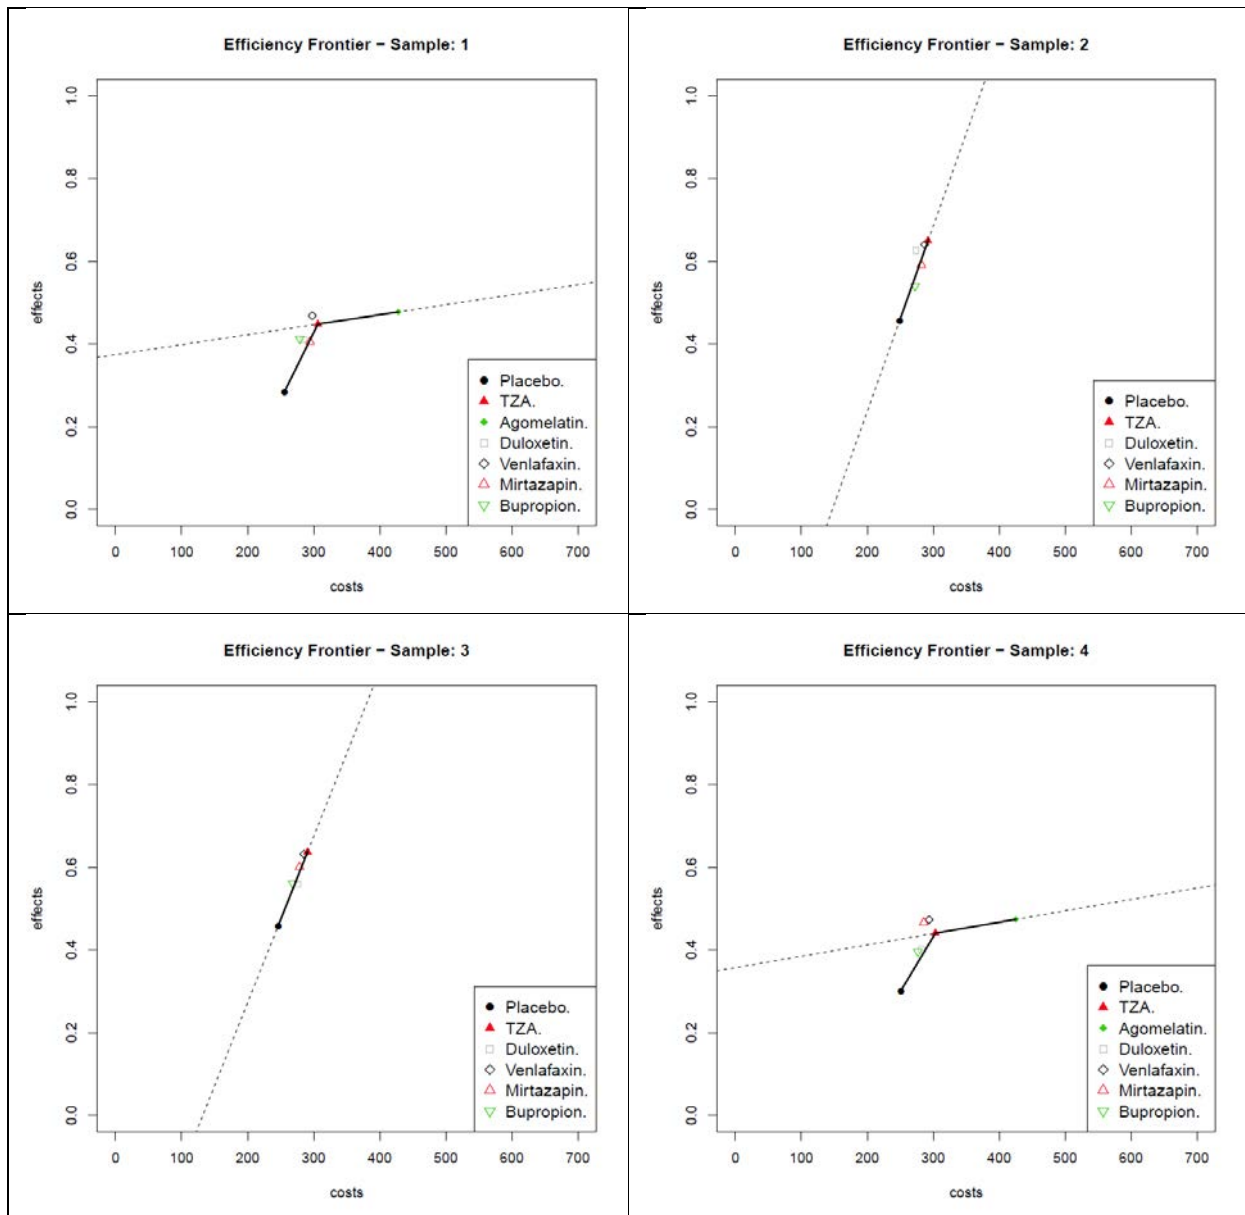 Efficiency Frontier − Sample: 1
effects
1.0
0.8
0.6
0.4
0.2
0.0
Placebo.
TZA.
Agomelatin.
Duloxetin.
Venlafaxin.
Mirtazapin.
Bupropion.
0 100 200 300 400 500 600 700
costs
Efficiency Frontier − Sample: 2
effects
1.0
0.8
0.6
0.4
0.2
0.0
Placebo.
TZA.
Duloxetin.
Venlafaxin.
Mirtazapin.
Bupropion.
0 100 200 300 400 500 600 700
costs
Efficiency Frontier − Sample: 3
effects
1.0
0.8
0.6
0.4
0.2
0.0
Placebo.
TZA.
Duloxetin.
Venlafaxin.
Mirtazapin.
Bupropion.
0 100 200 300 400 500 600 700
costs
Efficiency Frontier − Sample: 4
effects
1.0
0.8
0.6
0.4
0.2
0.0
Placebo.
TZA.
Agomelatin.
Duloxetin.
Venlafaxin.
Mirtazapin.
Bupropion.
0 100 200 300 400 500 600 700
costs